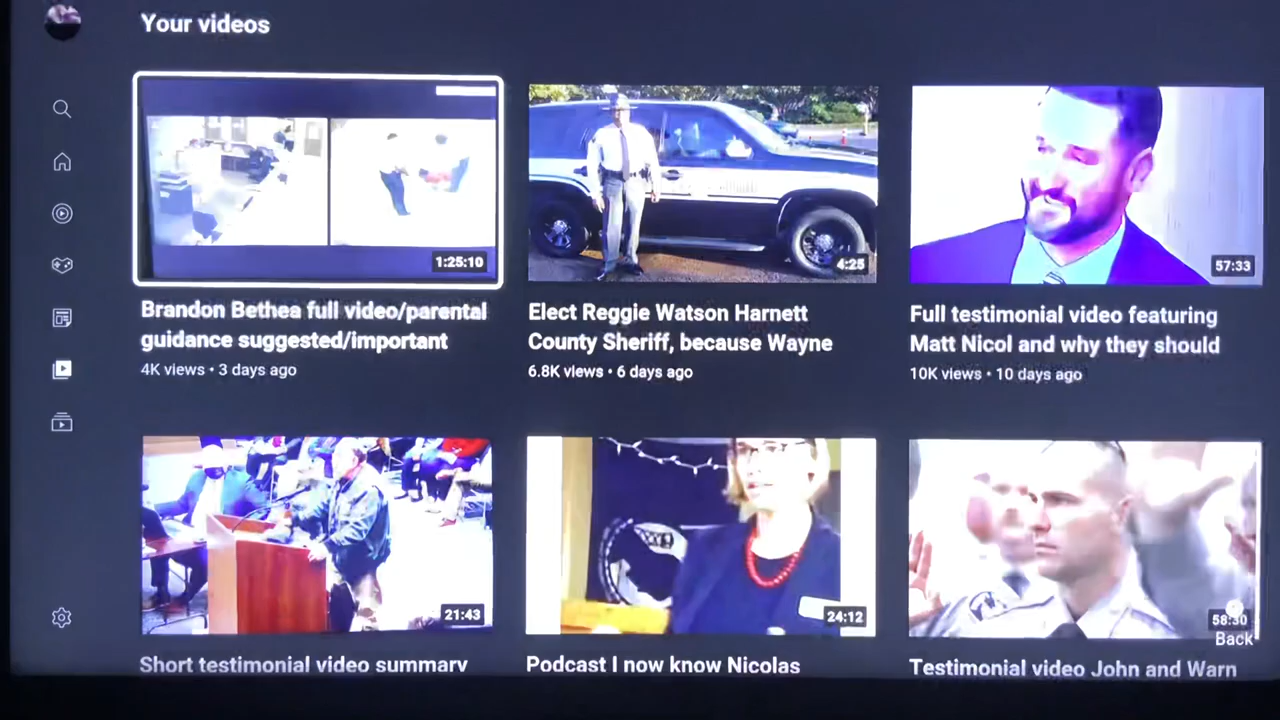 Your videos
1:25:10
4:25
57:33
Brandon Bethea full video/parental
guidance suggested/important
4K views • 3 days ago
Elect Reggie Watson Harnett
County Sheriff, because Wayne
6.8K views • 6 days ago
Full testimonial video featuring
Matt Nicol and why they should
10K views • 10 days ago
21:43
24:12
58:30
Back
Short testimonial video summary
Podcast I now know Nicolas
Testimonial video John and Warn